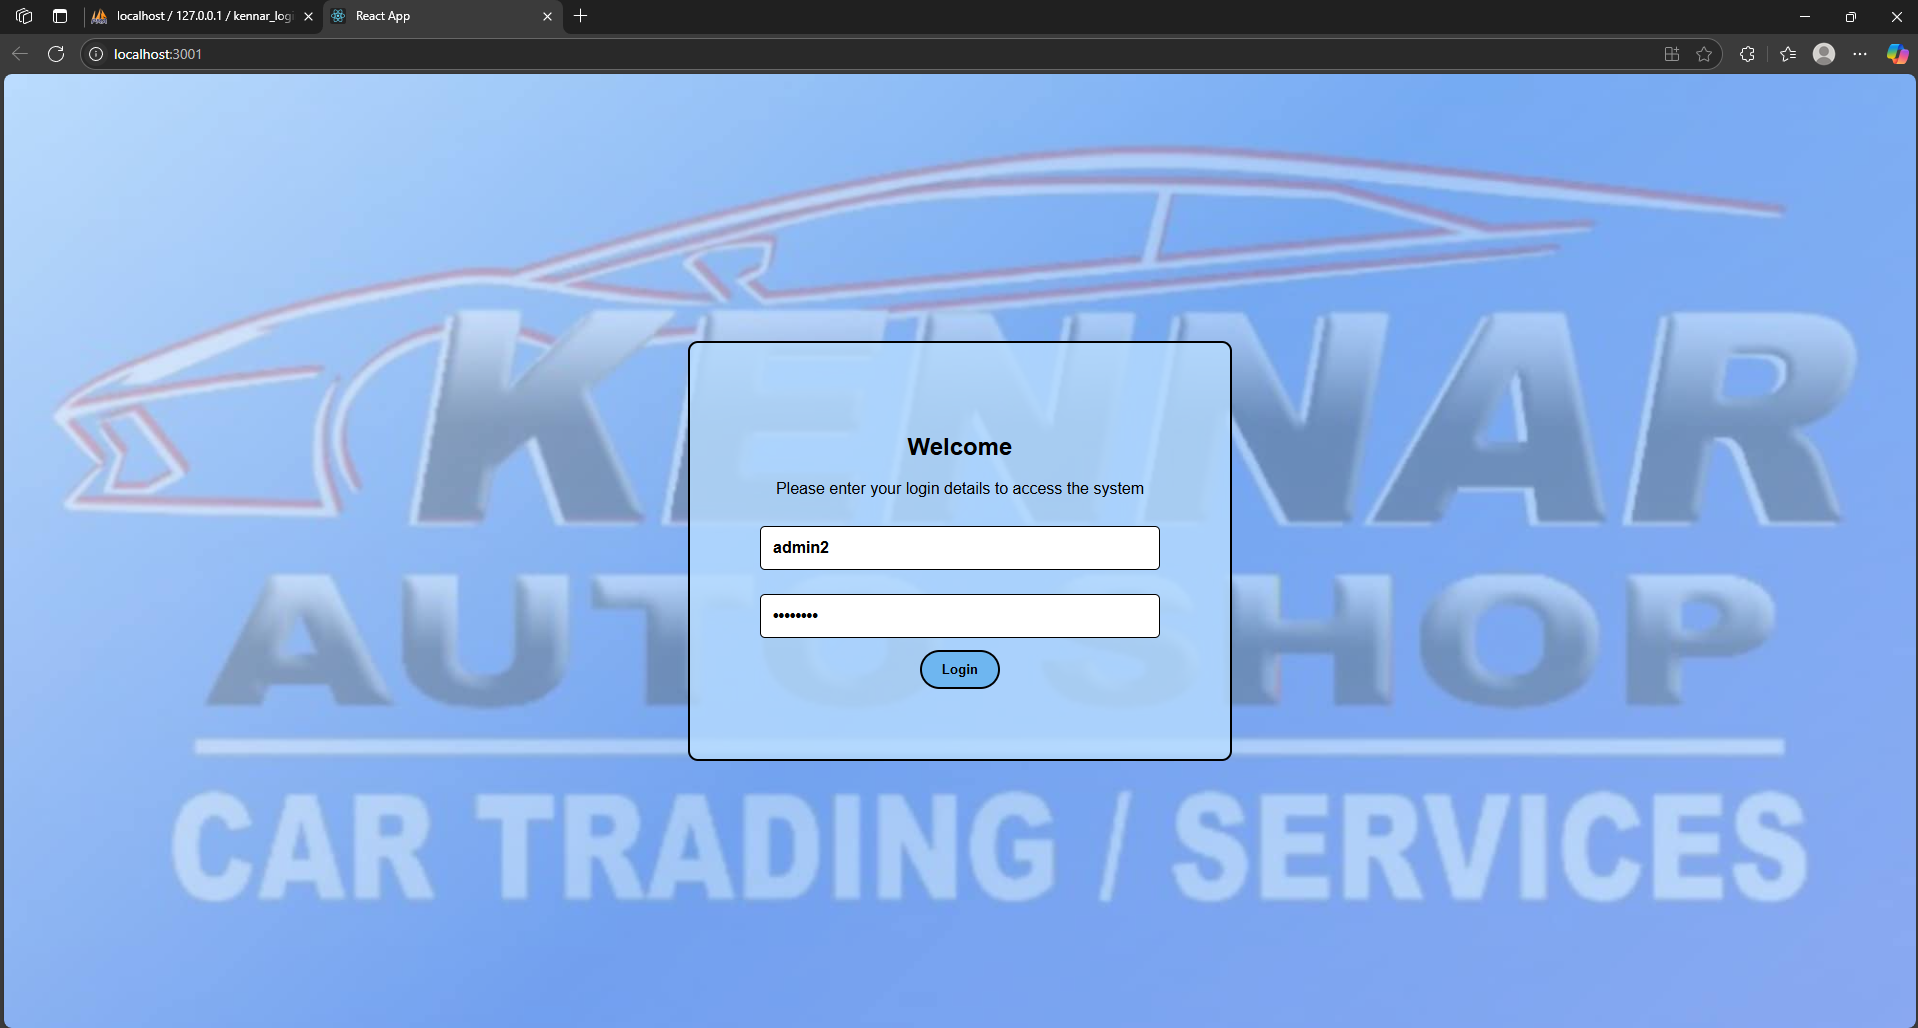 localhost / 127.0.0.1 / kennar_log
React App
localhost:3001
KENNAR
AUTO SHOP
CAR TRADING / SERVICES
Welcome
Please enter your login details to access the system
admin2
••••••••
Login